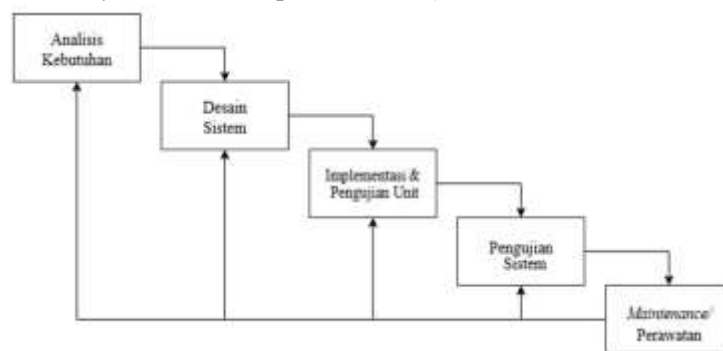 Analisis
Kebutuhan
Desain
Sistem
Implementasi &
Pengujian Unit
Pengujian
Sistem
Maintenance/
Perawatan